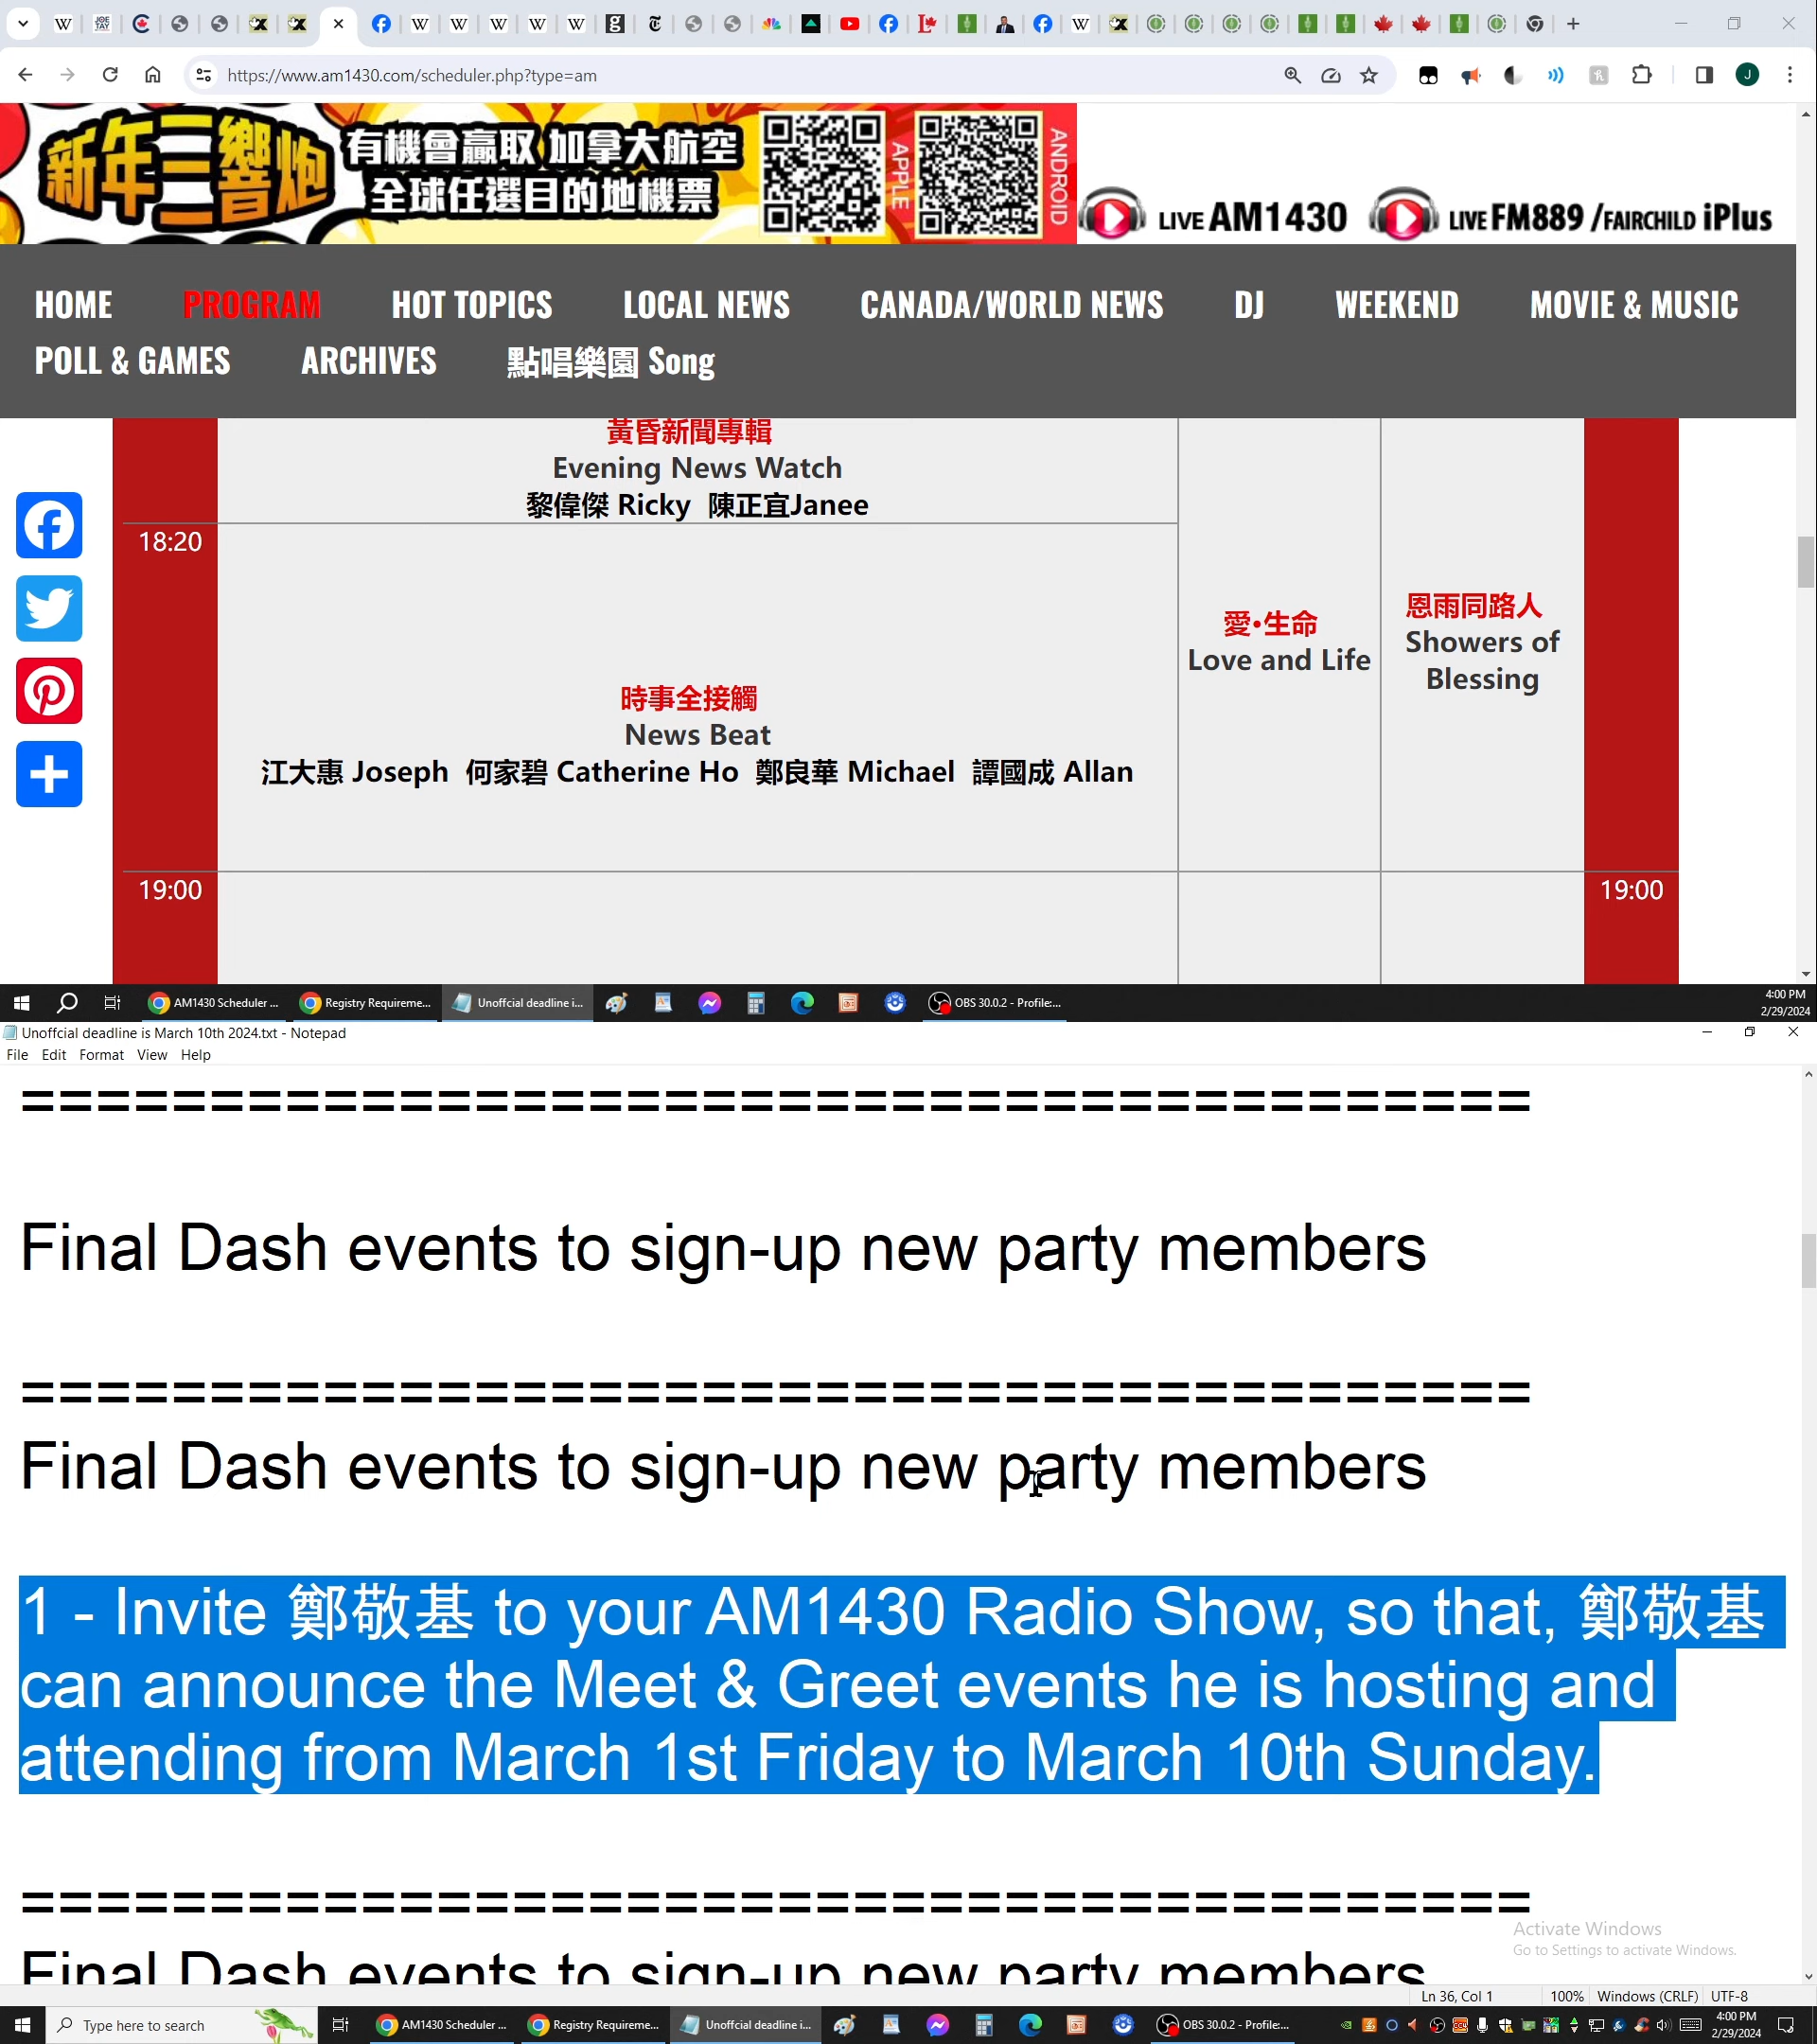 https://www.am1430.com/scheduler.php?type=am
新年三響炮
有機會贏取 加拿大航空
全球任選目的地機票
APPLE
ANDROID
LIVE AM1430
LIVE FM889 /FAIRCHILD iPlus
HOME PROGRAM HOT TOPICS LOCAL NEWS CANADA/WORLD NEWS DJ WEEKEND MOVIE & MUSIC
POLL & GAMES ARCHIVES 點唱樂園 Song
黃昏新聞專輯
Evening News Watch
黎偉傑 Ricky 陳正宜Janee
18:20
愛•生命
Love and Life
恩雨同路人
Showers of
Blessing
時事全接觸
News Beat
江大惠 Joseph 何家碧 Catherine Ho 鄭良華 Michael 譚國成 Allan
19:00 19:00
AM1430 Scheduler ... Registry Requireme... Unoffcial deadline i... OBS 30.0.2 - Profile:...
4:00 PM
2/29/2024
Unoffcial deadline is March 10th 2024.txt - Notepad
File Edit Format View Help
========================================
Final Dash events to sign-up new party members
========================================
Final Dash events to sign-up new party members
1 - Invite 鄭敬基 to your AM1430 Radio Show, so that, 鄭敬基
can announce the Meet & Greet events he is hosting and
attending from March 1st Friday to March 10th Sunday.
========================================
Final Dash events to sign-up new party members
Activate Windows
Go to Settings to activate Windows.
Ln 36, Col 1 100% Windows (CRLF) UTF-8
Type here to search AM1430 Scheduler ... Registry Requireme... Unoffcial deadline i... OBS 30.0.2 - Profile:...
4:00 PM
2/29/2024